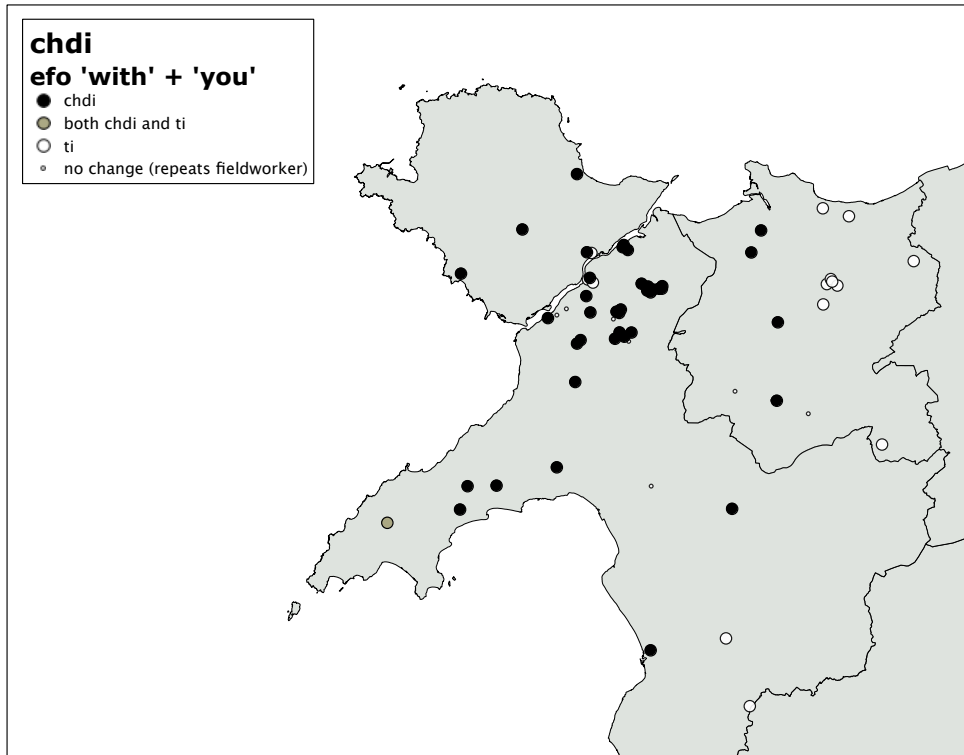 chdi
efo 'with' + 'you'
chdi
both chdi and ti
ti
no change (repeats fieldworker)